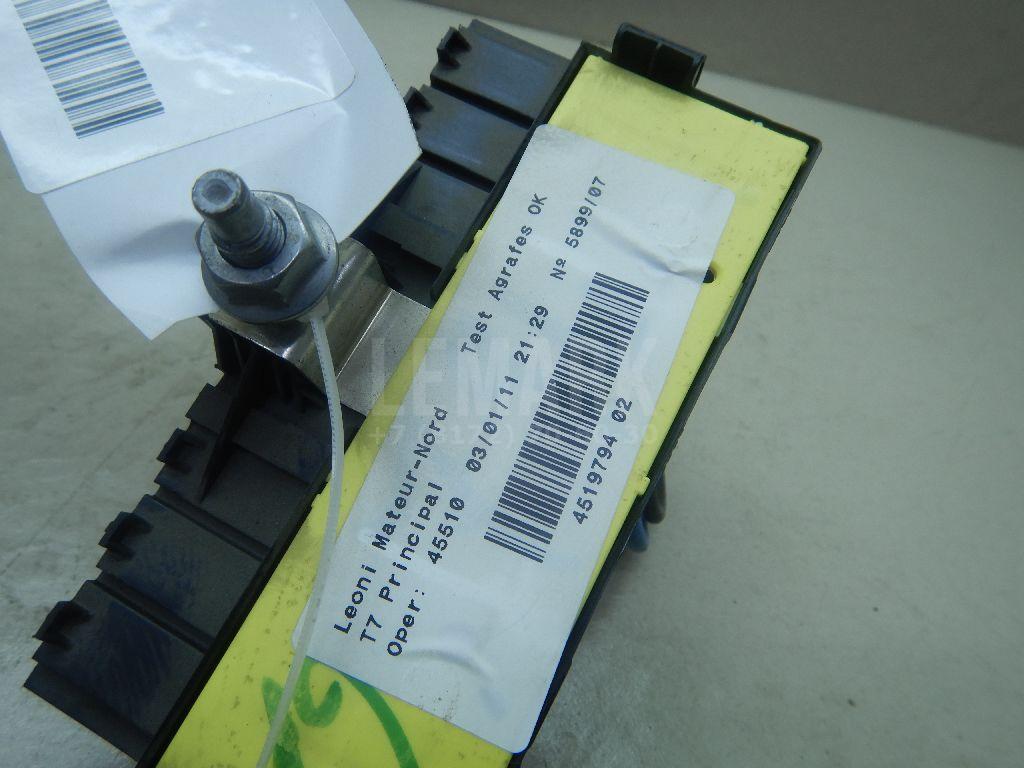 Leoni Mateur-Nord Test Agrafes OK
T7 Principal 03/01/11 21:29 Nº 5899/07
Oper: 45510
4519794 02
LEMARK